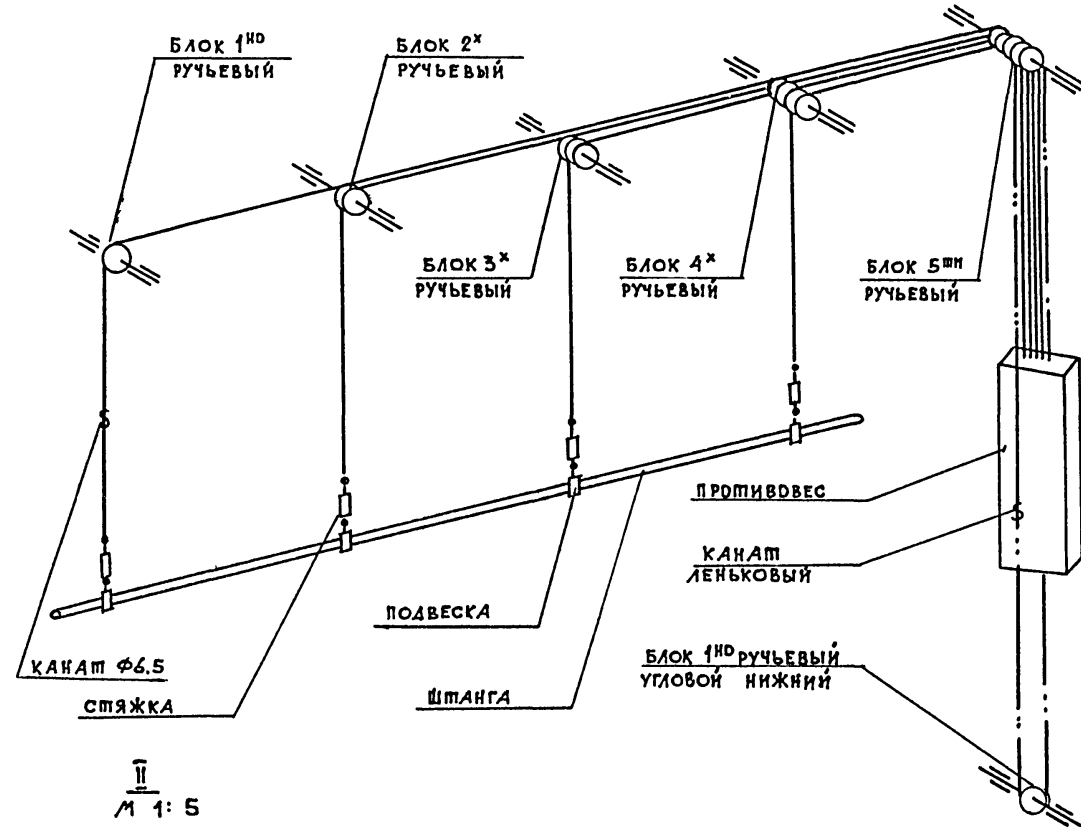 БЛОК 1НО
РУЧЬЕВЫЙ
БЛОК 2Х
РУЧЬЕВЫЙ
БЛОК 3Х
РУЧЬЕВЫЙ
БЛОК 4Х
РУЧЬЕВЫЙ
БЛОК 5ТИ
РУЧЬЕВЫЙ
ПРОТИВОВЕС
КАНАТ
ЛЕНЬКОВЫЙ
ПОДВЕСКА
КАНАТ Ф6.5
СТЯЖКА
ШТАНГА
БЛОК 1НО РУЧЬЕВЫЙ
УГЛОВОЙ НИЖНИЙ
II
М 1:5